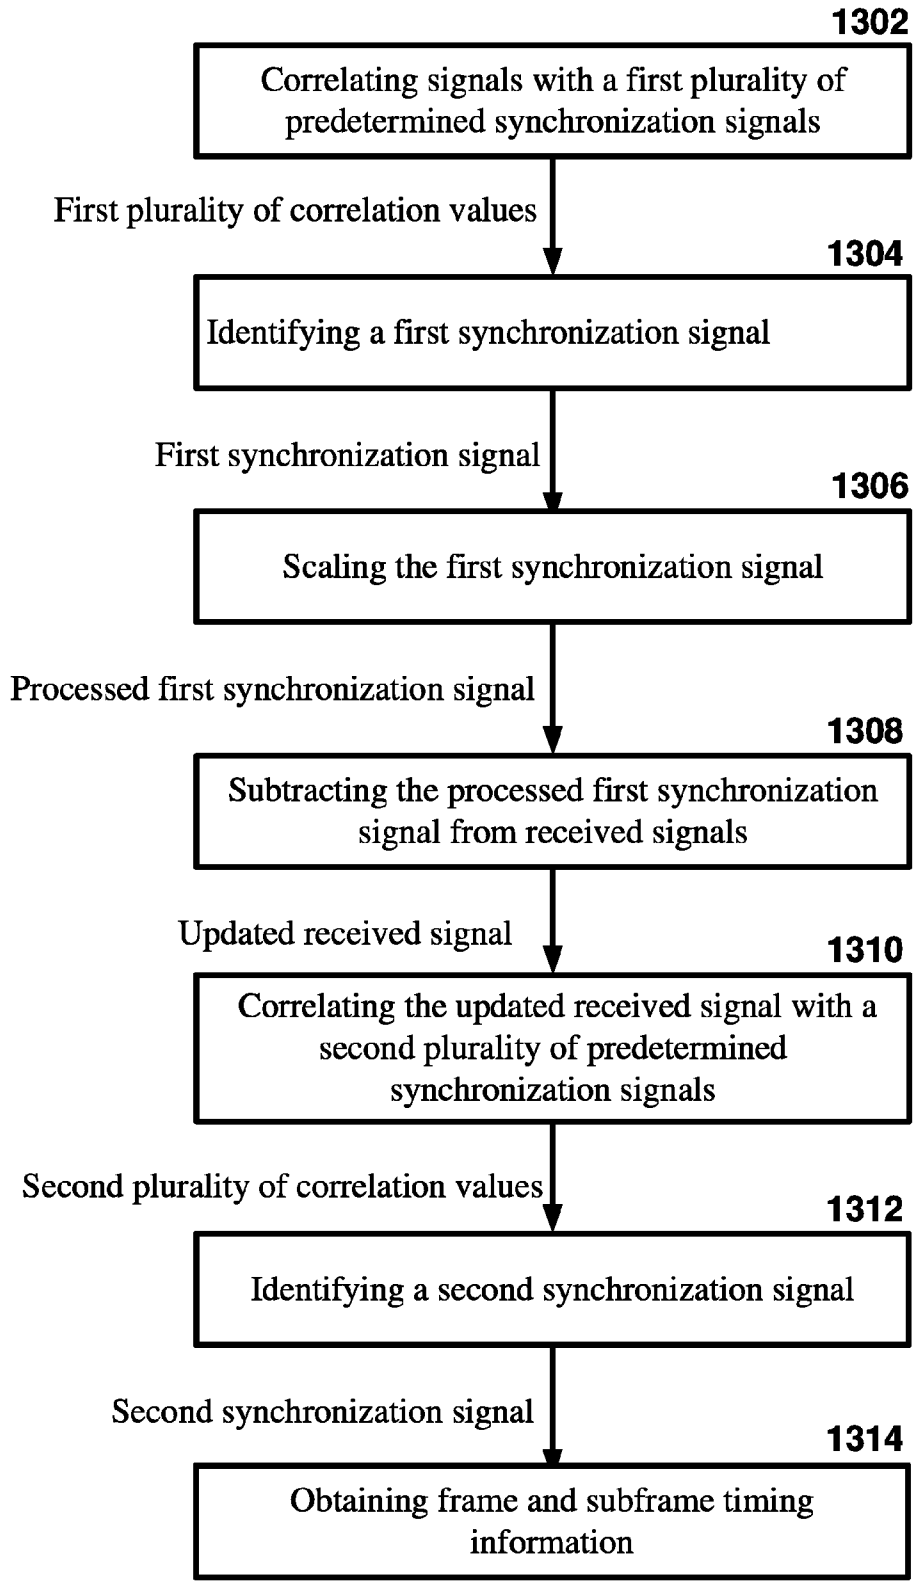 1302
Correlating signals with a first plurality of
predetermined synchronization signals
First plurality of correlation values
1304
Identifying a first synchronization signal
First synchronization signal
1306
Scaling the first synchronization signal
Processed first synchronization signal
1308
Subtracting the processed first synchronization
signal from received signals
Updated received signal
1310
Correlating the updated received signal with a
second plurality of predetermined
synchronization signals
Second plurality of correlation values
1312
Identifying a second synchronization signal
Second synchronization signal
1314
Obtaining frame and subframe timing
information